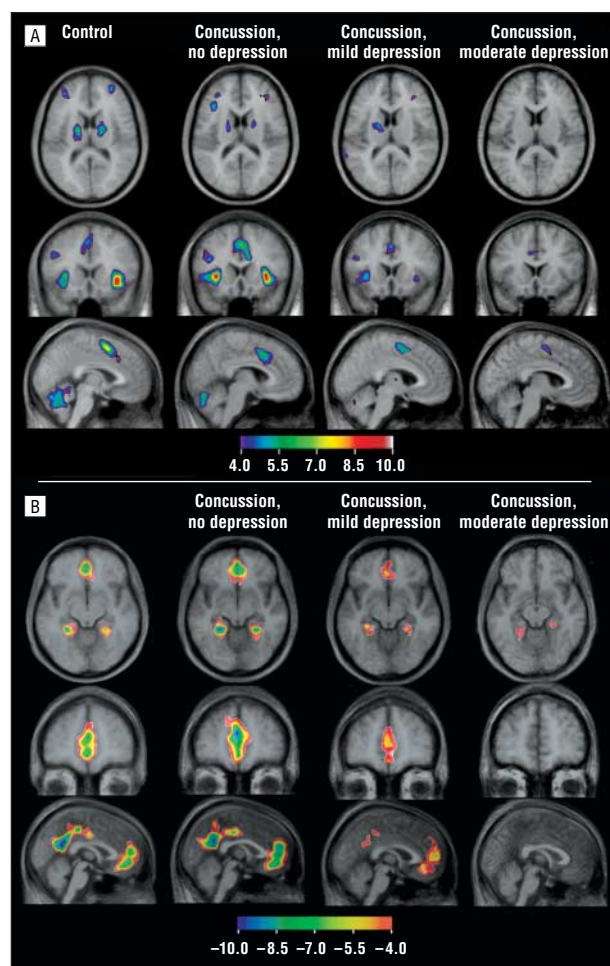 A
Control
Concussion,
no depression
Concussion,
mild depression
Concussion,
moderate depression
4.0 5.5 7.0 8.5 10.0
B
Concussion,
no depression
Concussion,
mild depression
Concussion,
moderate depression
–10.0 –8.5 –7.0 –5.5 –4.0